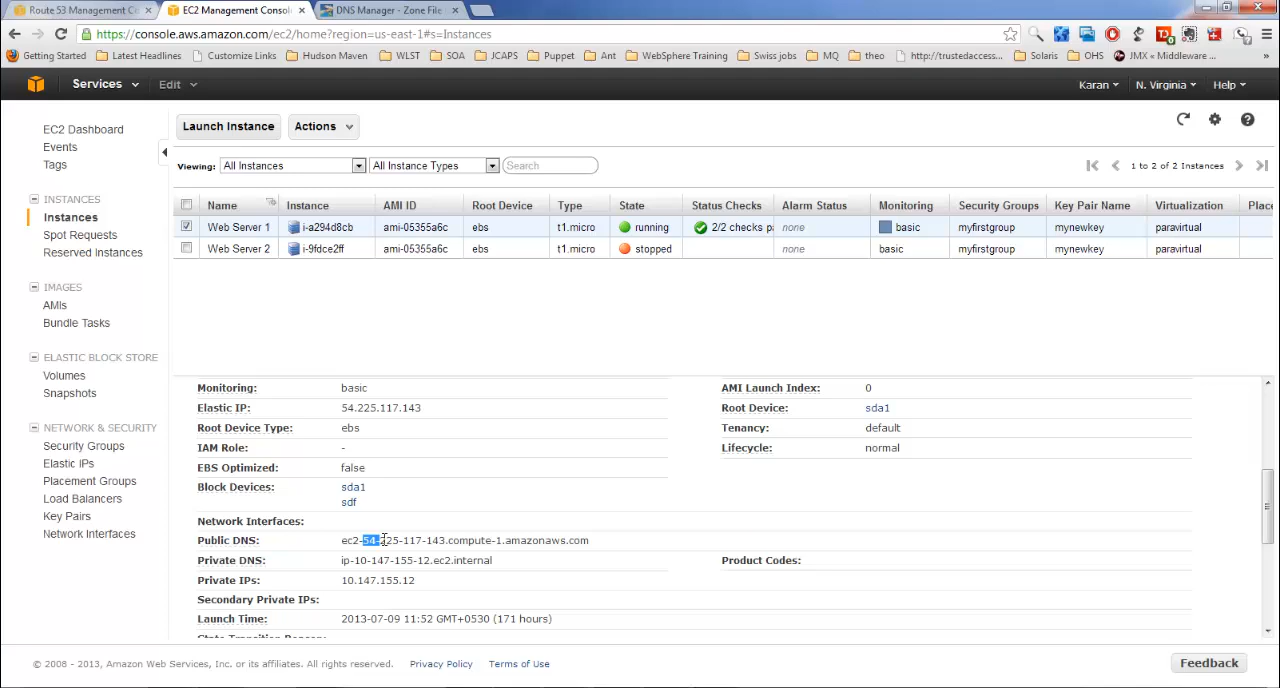 Route 53 Management Co
EC2 Management Conso
DNS Manager - Zone File
https://console.aws.amazon.com/ec2/home?region=us-east-1#s=Instances
Getting Started
Latest Headlines
Customize Links
Hudson Maven
WLST
SOA
JCAPS
Puppet
Ant
WebSphere Training
Swiss jobs
MQ
theo
http://trustedaccess...
Solaris
OHS
JMX « Middleware ...
»
Services
Edit
Karan
N. Virginia
Help
EC2 Dashboard
Events
Tags
INSTANCES
Instances
Spot Requests
Reserved Instances
IMAGES
AMIs
Bundle Tasks
ELASTIC BLOCK STORE
Volumes
Snapshots
NETWORK & SECURITY
Security Groups
Elastic IPs
Placement Groups
Load Balancers
Key Pairs
Network Interfaces
Launch Instance
Actions
Viewing: All Instances All Instance Types Search
1 to 2 of 2 Instances
Name Instance AMI ID Root Device Type State Status Checks Alarm Status Monitoring Security Groups Key Pair Name Virtualization Place
Web Server 1 i-a294d8cb ami-05355a6c ebs t1.micro running 2/2 checks p none basic myfirstgroup mynewkey paravirtual
Web Server 2 i-9fdce2ff ami-05355a6c ebs t1.micro stopped none basic myfirstgroup mynewkey paravirtual
Monitoring: basic AMI Launch Index: 0
Elastic IP: 54.225.117.143 Root Device: sda1
Root Device Type: ebs Tenancy: default
IAM Role: - Lifecycle: normal
EBS Optimized: false
Block Devices: sda1
sdf
Network Interfaces:
Public DNS: ec2-54-225-117-143.compute-1.amazonaws.com
Private DNS: ip-10-147-155-12.ec2.internal Product Codes:
Private IPs: 10.147.155.12
Secondary Private IPs:
Launch Time: 2013-07-09 11:52 GMT+0530 (171 hours)
State Transition Reason:
© 2008 - 2013, Amazon Web Services, Inc. or its affiliates. All rights reserved. Privacy Policy Terms of Use
Feedback